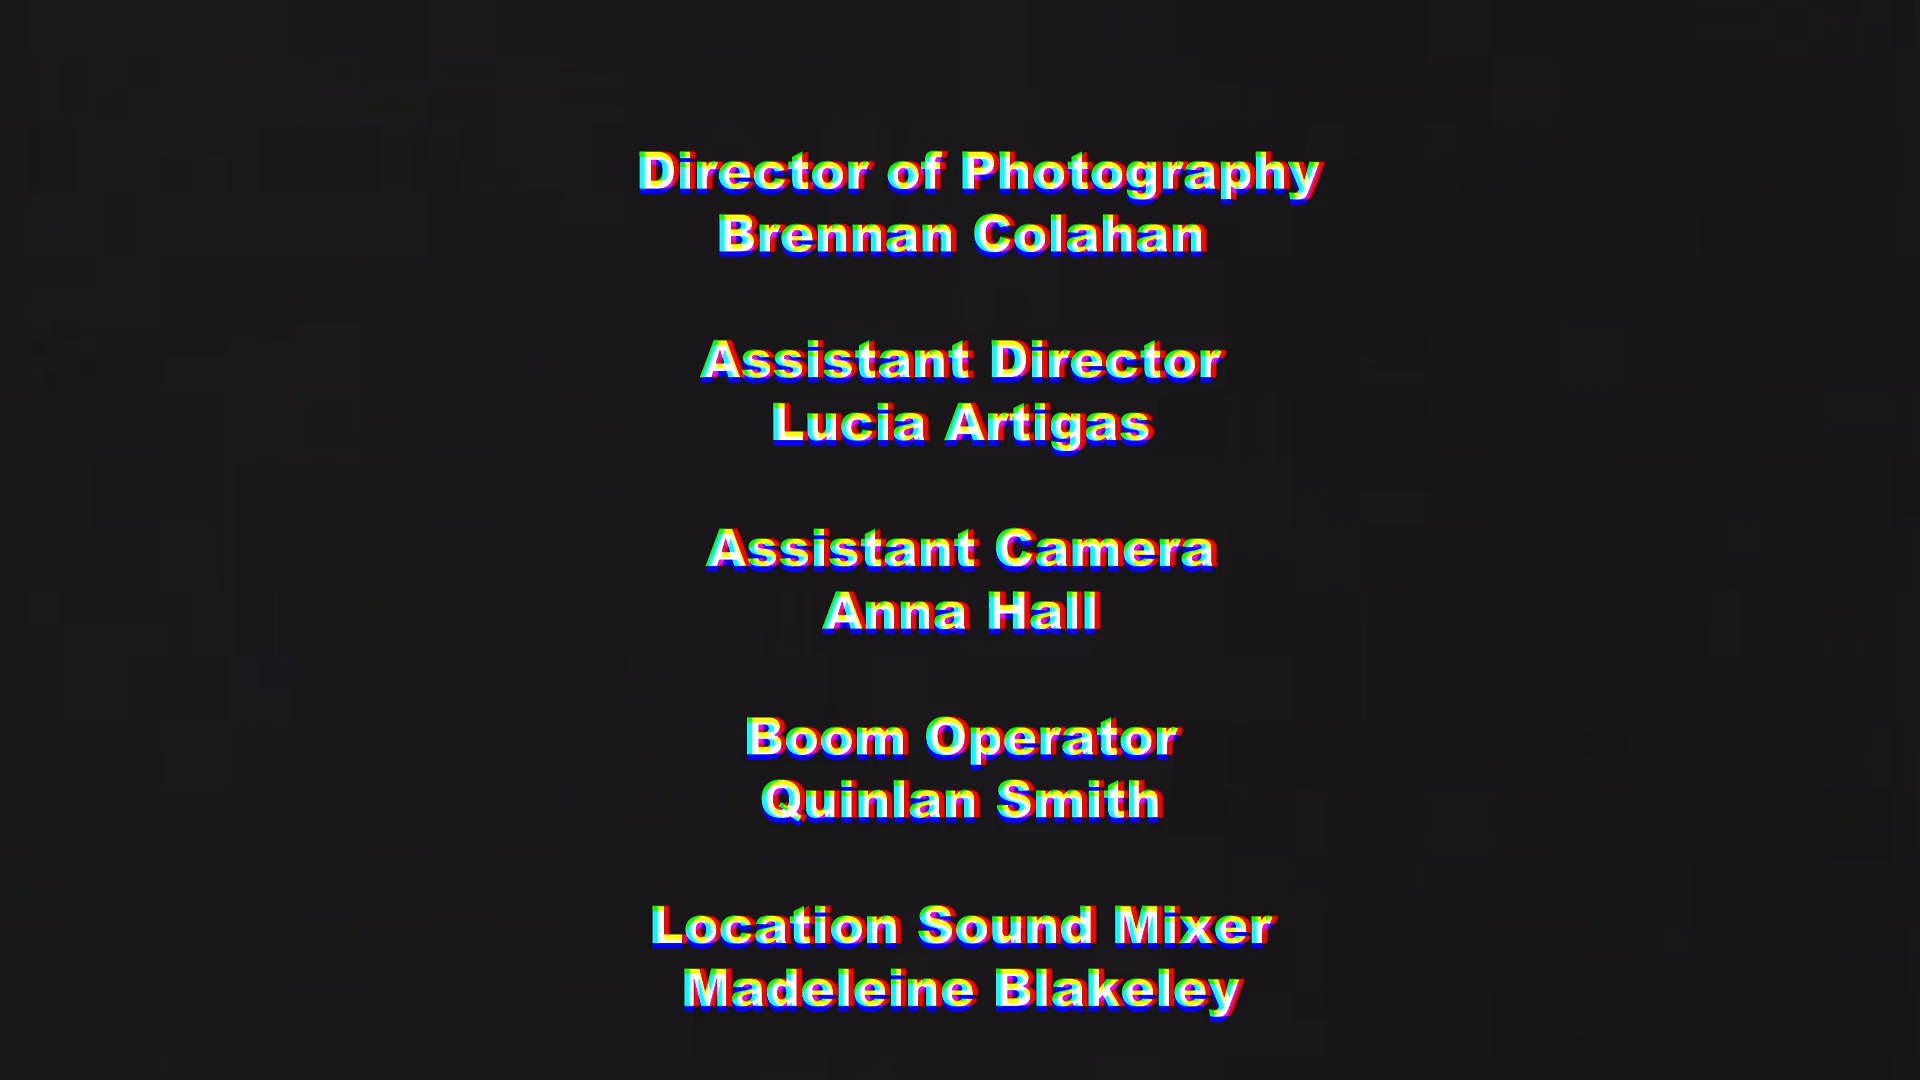 Director of Photography
Brennan Colahan
Assistant Director
Lucia Artigas
Assistant Camera
Anna Hall
Boom Operator
Quinlan Smith
Location Sound Mixer
Madeleine Blakeley